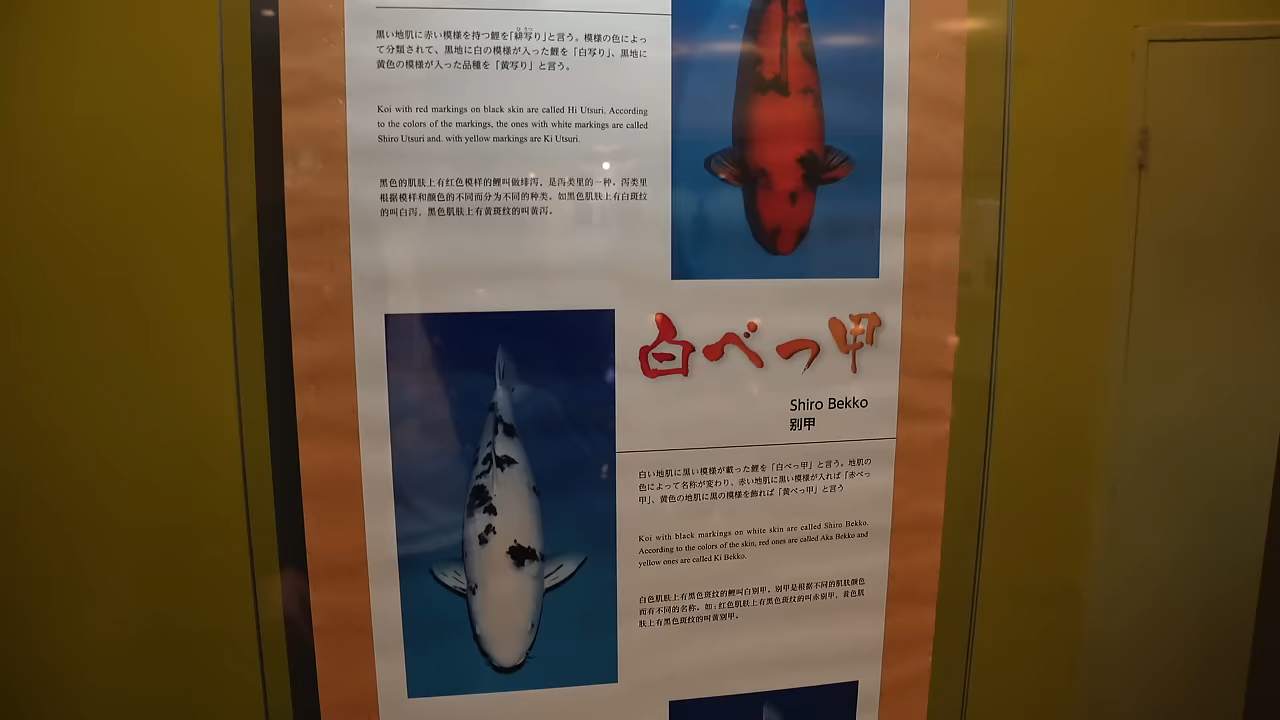 黒い地肌に赤い模様を持つ鯉を「緋写り」と言う。模様の色によっ
て分類されて、黒地に白の模様が入った鯉を「白写り」、黒地に
黄色の模様が入った品種を「黄写り」と言う。
Koi with red markings on black skin are called Hi Utsuri. According
to the colors of the markings, the ones with white markings are called
Shiro Utsuri and. with yellow markings are Ki Utsuri.
黑色的肌肤上有红色模样的鲤叫做绯泻，是泻类里的一种。泻类里
根据模样和颜色的不同而分为不同的种类。如黑色肌肤上有白斑纹
的叫白泻，黑色肌肤上有黄斑纹的叫黄泻。
白べっ甲
Shiro Bekko
别甲
白い地肌に黒い模様が載った鯉を「白べっ甲」と言う。地肌の
色によって名称が変わり、赤い地肌に黒い模様が入れば「赤べっ
甲」、黄色の地肌に黒の模様を飾れば「黄べっ甲」と言う
Koi with black markings on white skin are called Shiro Bekko.
According to the colors of the skin, red ones are called Aka Bekko and
yellow ones are called Ki Bekko.
白色肌肤上有黑色斑纹的鲤叫白别甲。别甲是根据不同的肌肤颜色
而有不同的名称。如：红色肌肤上有黑色斑纹的叫赤别甲，黄色肌
肤上有黑色斑纹的叫黄别甲。